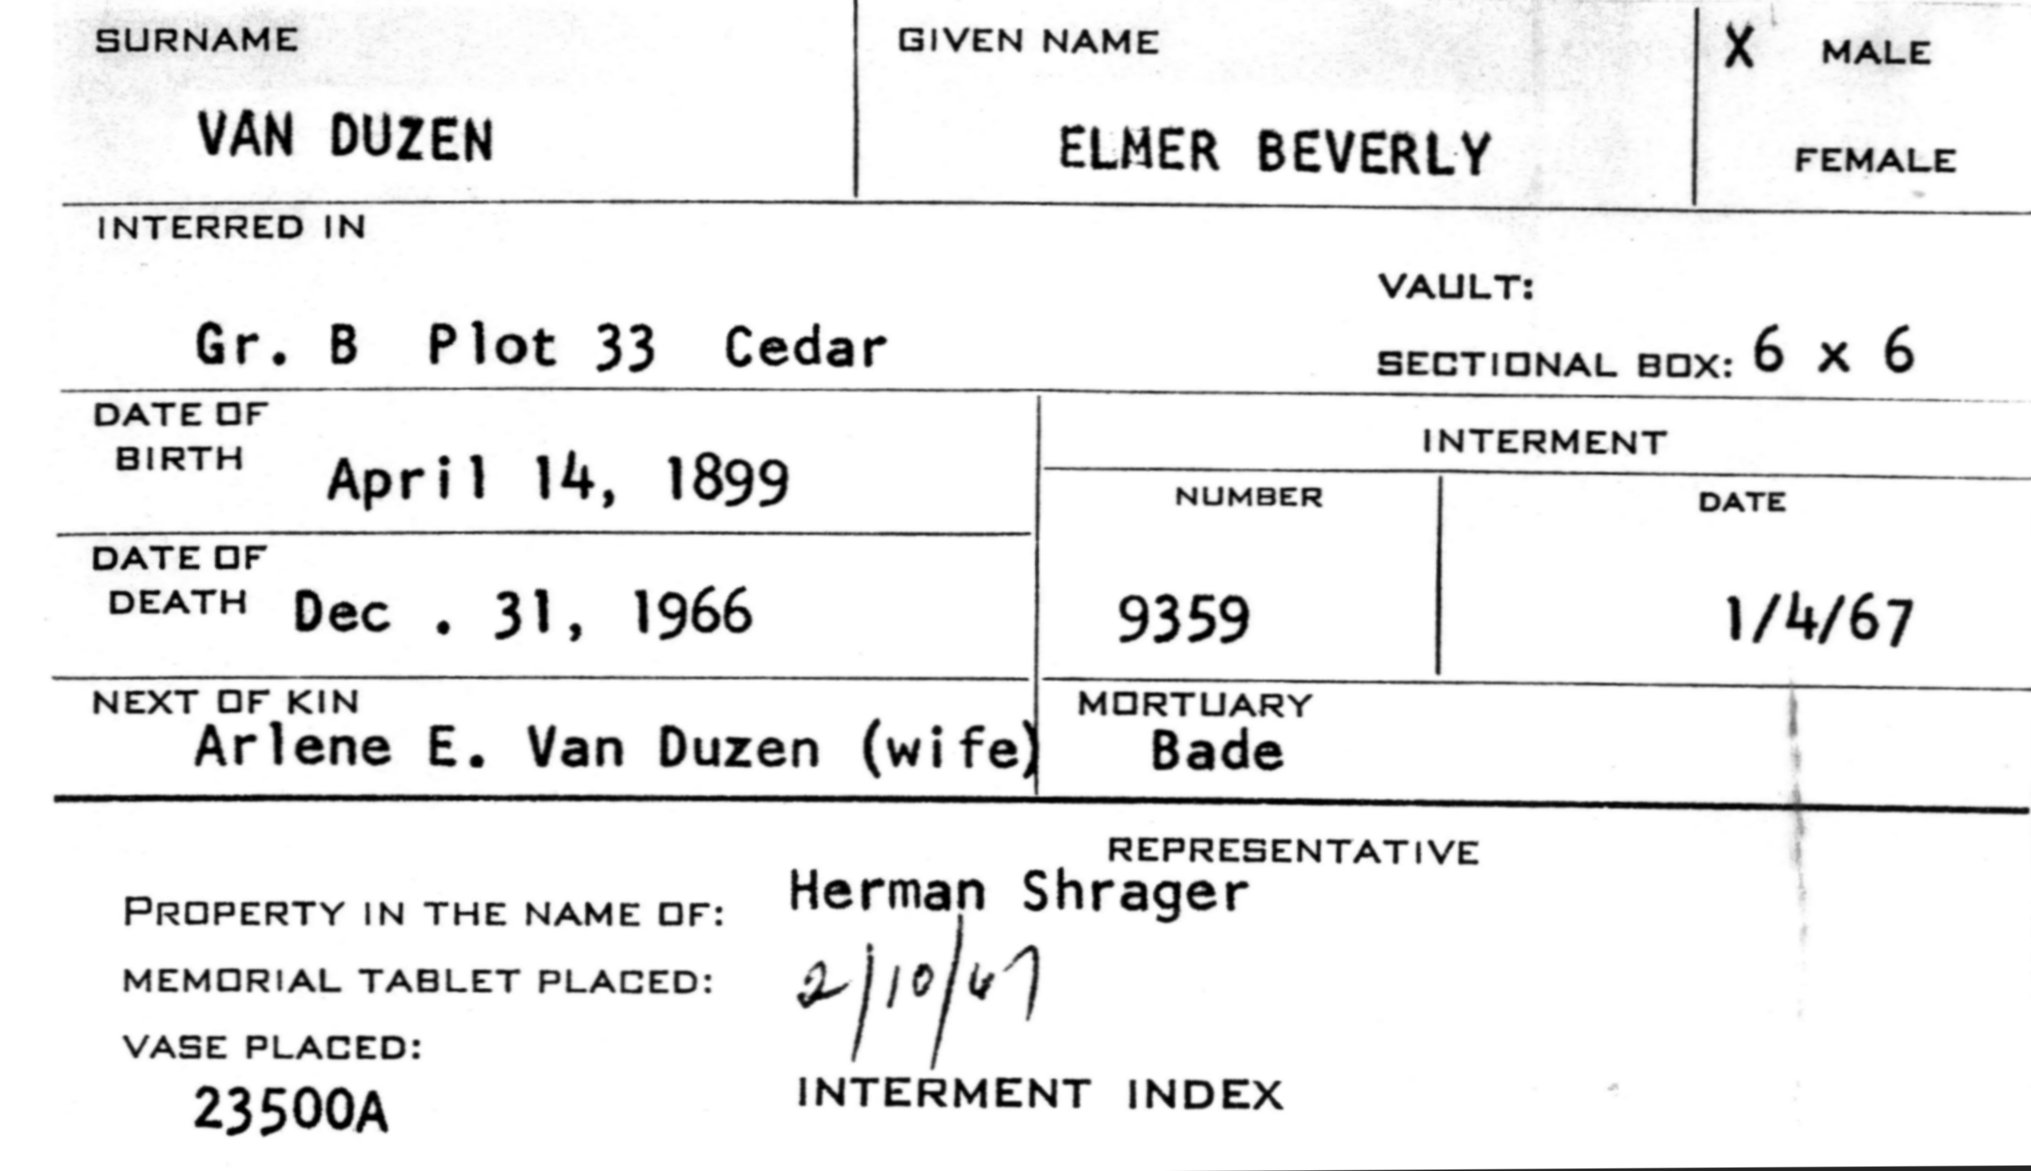 SURNAME GIVEN NAME X MALE
VAN DUZEN ELMER BEVERLY FEMALE
INTERRED IN
VAULT:
Gr. B Plot 33 Cedar SECTIONAL BOX: 6 x 6
DATE OF
BIRTH April 14, 1899
INTERMENT
NUMBER DATE
DATE OF
DEATH Dec . 31, 1966 9359 1/4/67
NEXT OF KIN MORTUARY
Arlene E. Van Duzen (wife) Bade
REPRESENTATIVE
PROPERTY IN THE NAME OF: Herman Shrager
MEMORIAL TABLET PLACED: 2/10/67
VASE PLACED:
23500A INTERMENT INDEX